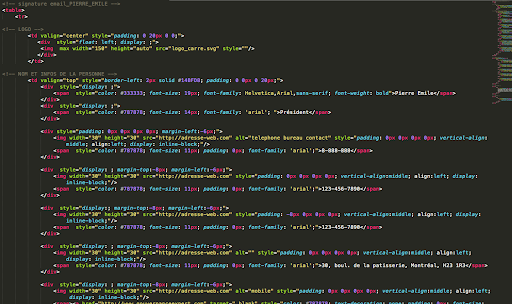 <!-- signature email_PIERRE_EMILE -->
<table>
<tr>
<!-- LOGO -->
<td valign="center" style="padding: 0 20px 0 8px;">
<div style="float: left; display: ;">
<img max width="150" height="auto" src="logo_carre.svg" style=""/>
</div>
</td>
<!-- NOM ET INFOS DE LA PERSONNE -->
<td valign="top" style="border-left: 2px solid #148FDB; padding: 0 0px 0 20px;">
<div style="display: ;">
<span style="color: #333333; font-size: 19px; font-family: Helvetica,Arial,sans-serif; font-weight: bold">Pierre Emile</span>
</div>
<div style="display: ;">
<span style="color: #787878; font-size: 14px; font-family: 'arial'; ">Président</span>
</div>
<div style="padding: 0px 0px 0px 0px; margin-left:-6px;">
<img width="30" height="30" src="http://adresse-web.com" alt="telephone bureau contact" style="padding: 0px 0px 0px 0px; vertical-align:
middle; align:left; display: inline-block;"/>
<span style="color: #787878; font-size: 11px; padding: 0px; font-family: 'arial';">8-888-888</span>
</div>
<div style="display: ; margin-top:-8px; margin-left:-6px;">
<img width="30" height="30" src="http://adresse-web.com" style="padding: 0px 0px 0px 0px; vertical-align:middle; align:left; display:
inline-block;"/>
<span style="color: #787878; font-size: 11px; padding: 0px; font-family: 'arial';">123-456-7890</span>
</div>
<div style="display: ; margin-top:-8px; margin-left:-6px;">
<img width="30" height="30" src="http://adresse-web.com" style="padding: -0px 0px 0px 0px; vertical-align:middle; align:left; display:
inline-block;"/>
<span style="color: #787878; font-size: 11px; padding: 0px; font-family: 'arial';">123-456-7890</span>
</div>
<div style="display: ; margin-top:-8px; margin-left:-6px;">
<img width="30" height="30" src="http://adresse-web.com" alt="" style="padding: 0px 0px 0px 0px; vertical-align:middle; align:left;
display: inline-block;"/>
<span style="color: #787878; font-size: 11px; padding: 0px; font-family: 'arial';">30, boul. de la patisserie, Montréal, H23 1R3</span>
</div>
<div style="display: ; margin-top:-8px; margin-left:-6px;">
<img width="30" height="30" src="http://adresse-web.com" alt="mobile" style="padding: 0px 0px 0px 0px; vertical-align:middle; align:
left; display: inline-block;"/>